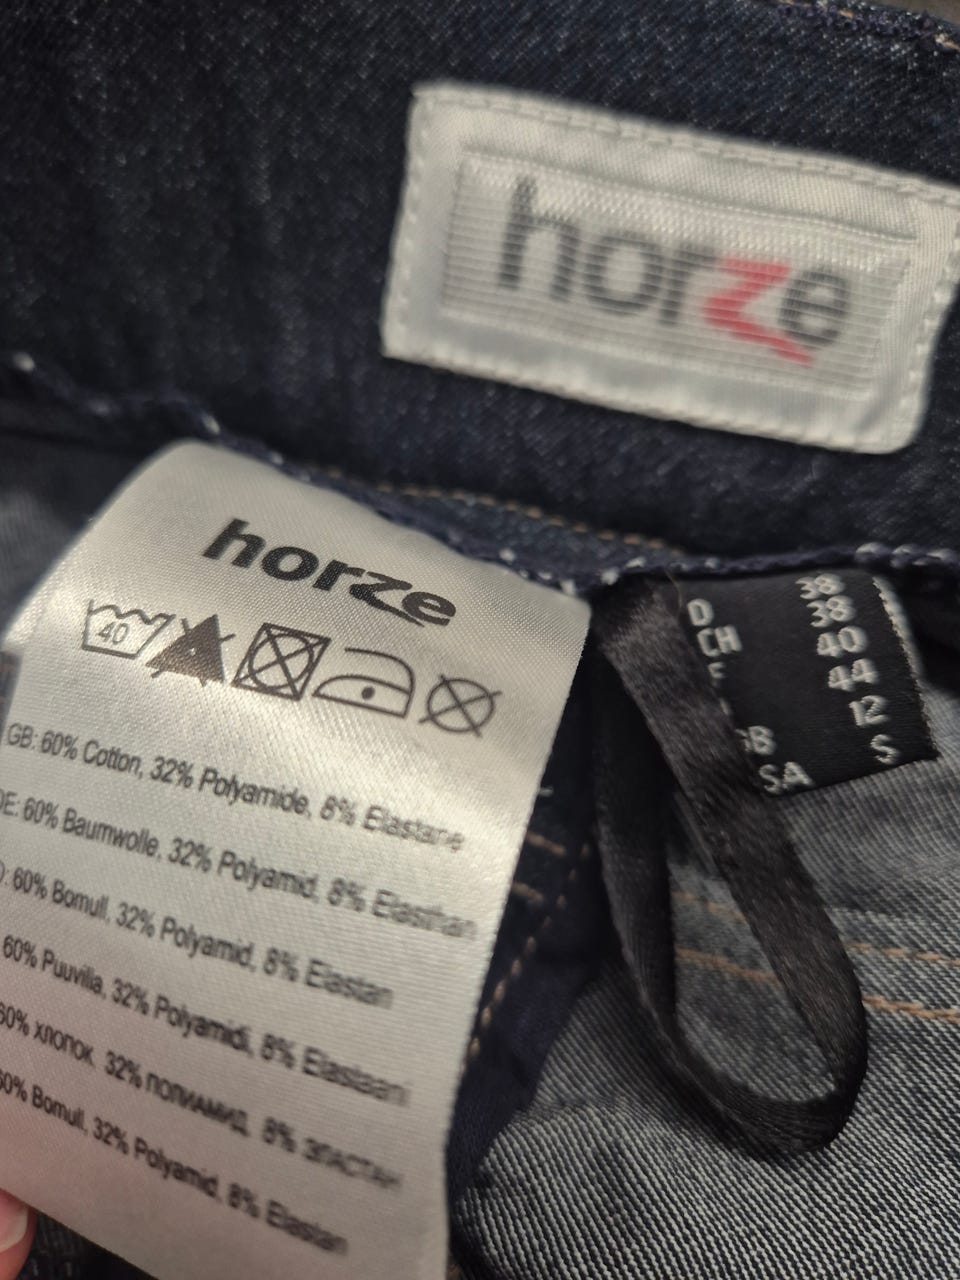 horze
horze
40
GB: 60% Cotton, 32% Polyamide, 8% Elastane
DE: 60% Baumwolle, 32% Polyamid, 8% Elasthan
: 60% Bomull, 32% Polyamid, 8% Elastan
60% Puuvilla, 32% Polyamidi, 8% Elastaani
60% хлопок, 32% полиамид, 8% эластан
60% Bomull, 32% Polyamid, 8% Elastan
38
D 38
CH 40
44
GB 12
SA S